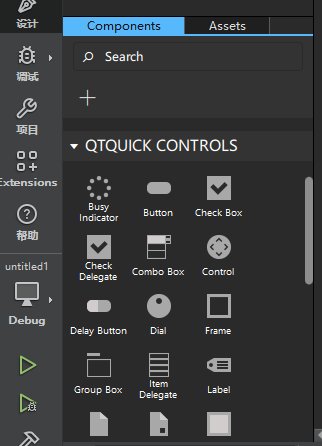 设计
Components
Assets
调试
Search
项目
QTQUICK CONTROLS
Extensions
Busy
Indicator
Button
Check Box
帮助
Check
Delegate
Combo Box
Control
untitled1
Debug
Delay Button
Dial
Frame
Group Box
Item
Delegate
Label